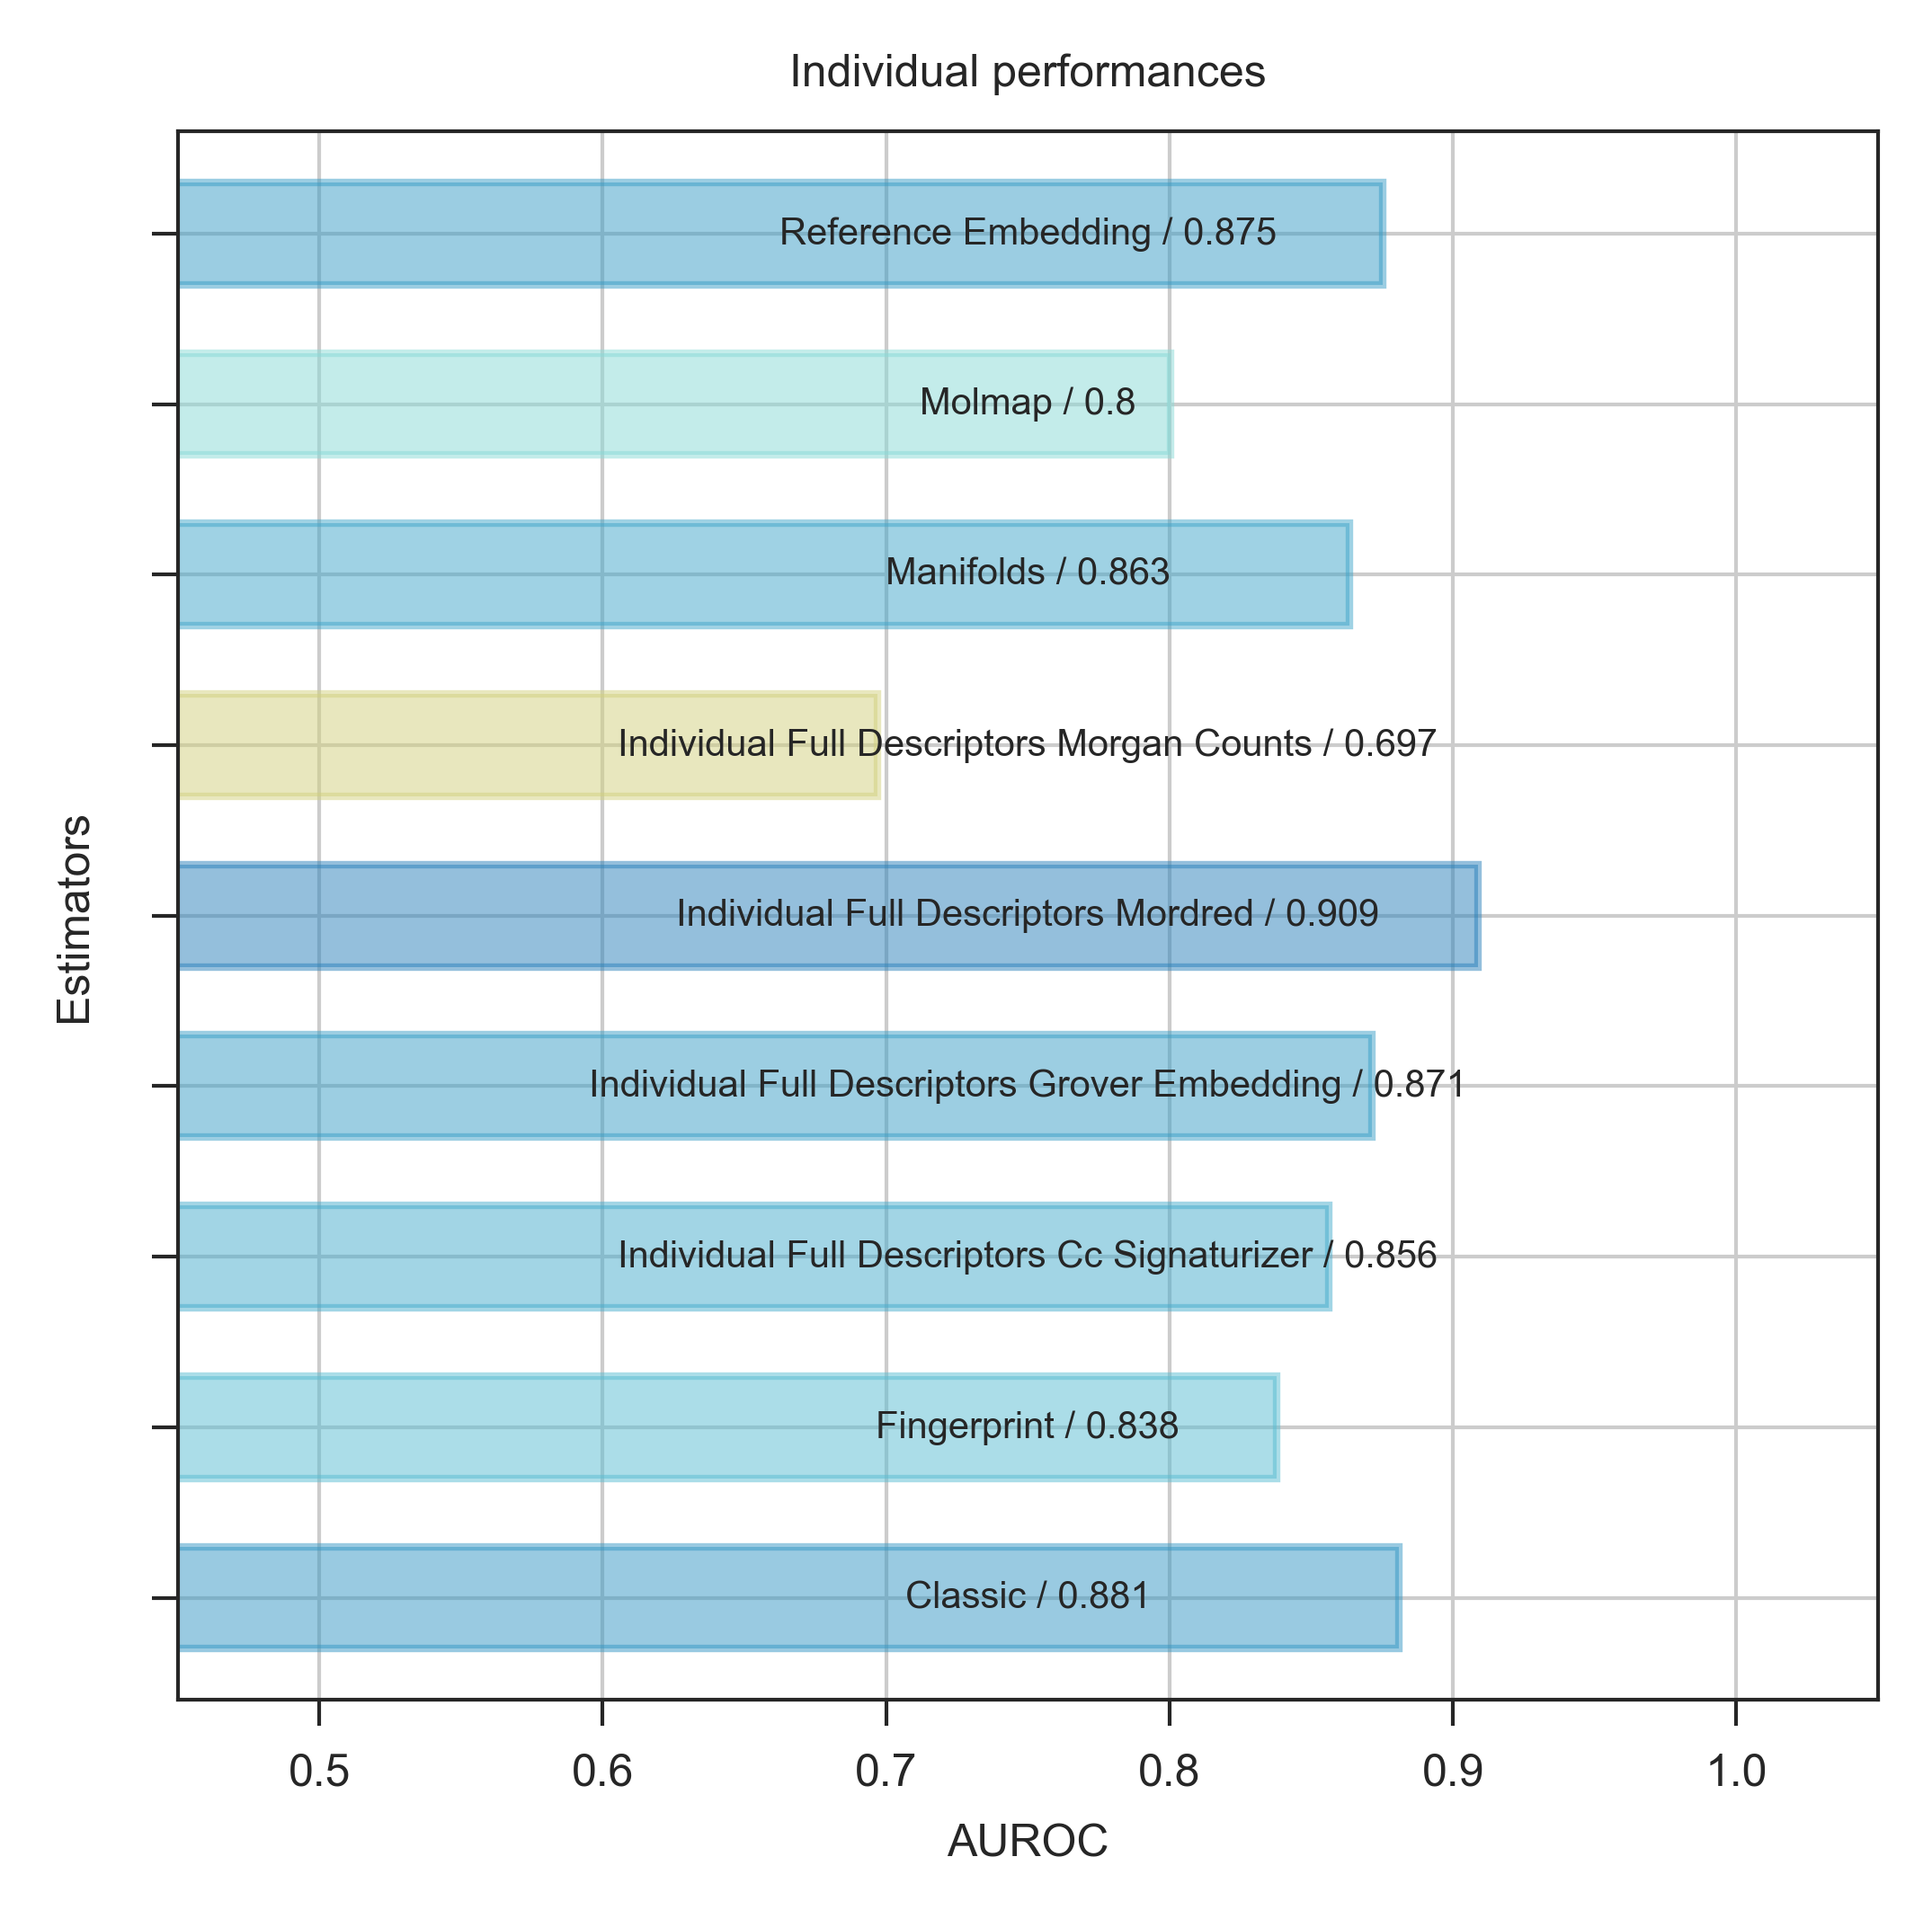 Individual performances
Reference Embedding / 0.875
Molmap / 0.8
Manifolds / 0.863
Individual Full Descriptors Morgan Counts / 0.697
Individual Full Descriptors Mordred / 0.909
Individual Full Descriptors Grover Embedding / 0.871
Individual Full Descriptors Cc Signaturizer / 0.856
Fingerprint / 0.838
Classic / 0.881
Estimators
0.5 0.6 0.7 0.8 0.9 1.0
AUROC